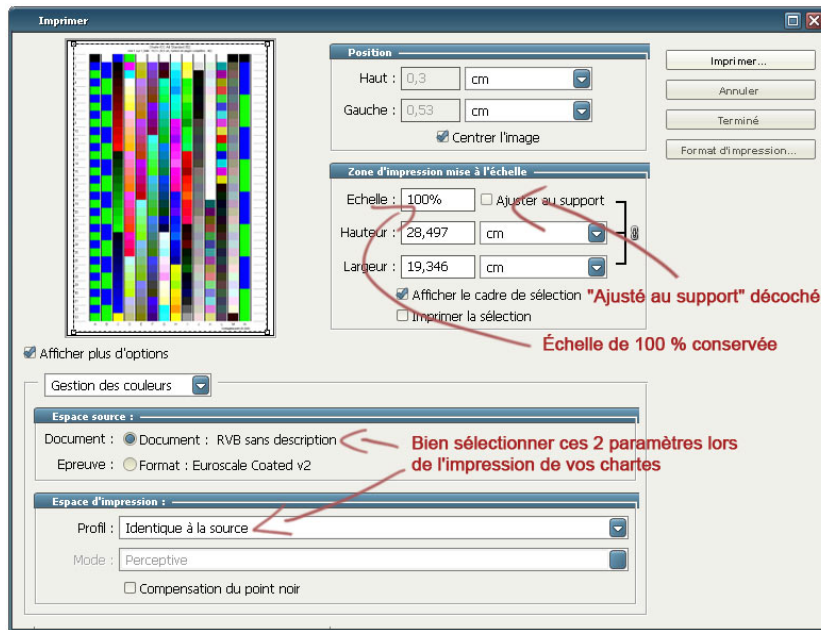 Imprimer
Position
Haut : 0,3 cm
Gauche : 0,53 cm
Centrer l'image
Imprimer...
Annuler
Terminé
Format d'impression...
Zone d'impression mise à l'échelle
Echelle : 100% Ajuster au support
Hauteur : 28,497 cm
Largeur : 19,346 cm
Afficher le cadre de sélection
"Ajusté au support" décoché
Imprimer la sélection
Échelle de 100 % conservée
Afficher plus d'options
Gestion des couleurs
Espace source :
Document : Document : RVB sans description
Epreuve : Format : Euroscale Coated v2
Bien sélectionner ces 2 paramètres lors
de l'impression de vos chartes
Espace d'impression :
Profil : Identique à la source
Mode : Perceptive
Compensation du point noir